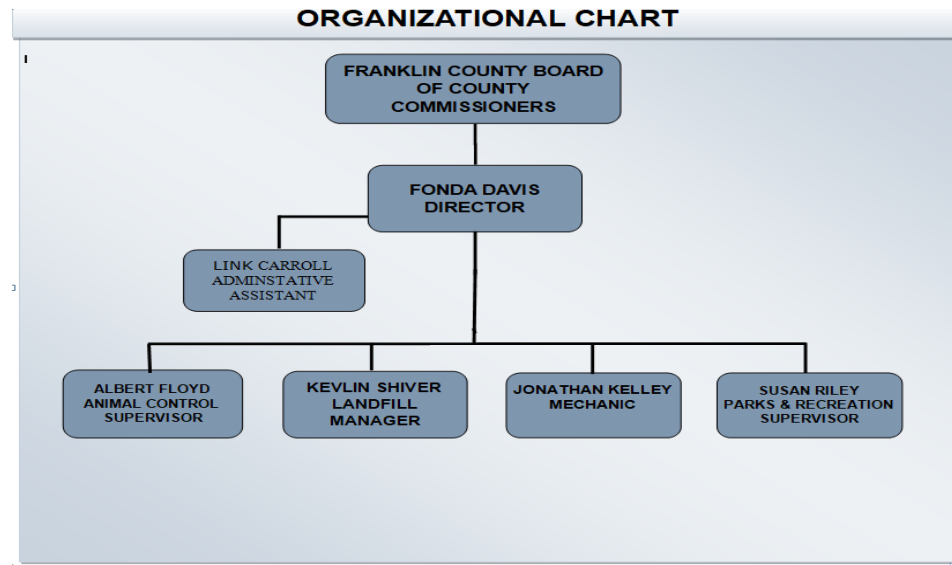 ORGANIZATIONAL CHART
FRANKLIN COUNTY BOARD
OF COUNTY
COMMISSIONERS
FONDA DAVIS
DIRECTOR
LINK CARROLL
ADMINSTATIVE
ASSISTANT
ALBERT FLOYD
ANIMAL CONTROL
SUPERVISOR
KEVLIN SHIVER
LANDFILL
MANAGER
JONATHAN KELLEY
MECHANIC
SUSAN RILEY
PARKS & RECREATION
SUPERVISOR